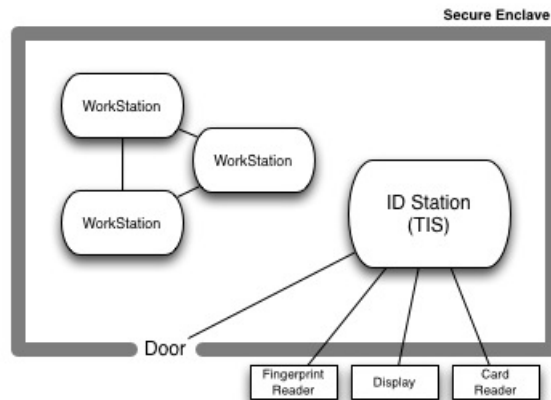 Secure Enclave
WorkStation
WorkStation
WorkStation
ID Station
(TIS)
Door
Fingerprint
Reader
Display
Card
Reader